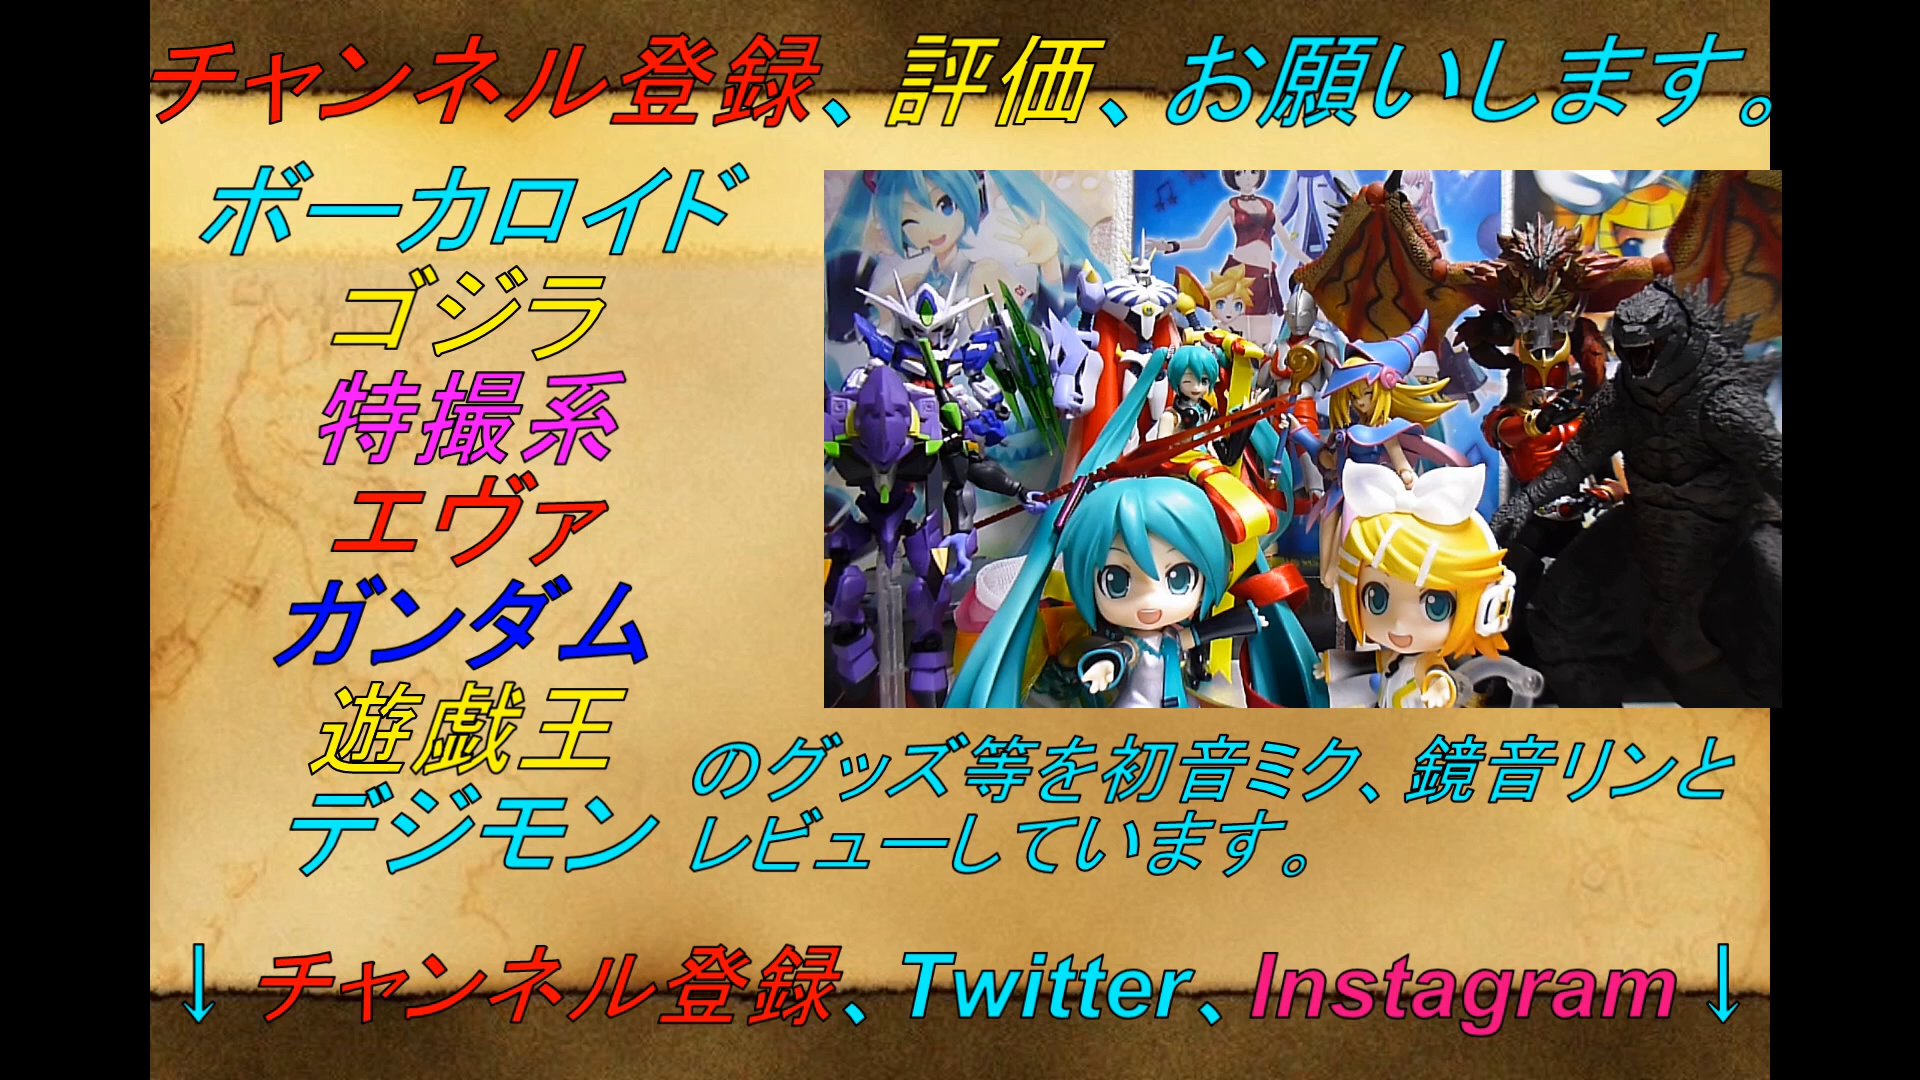 チャンネル登録、評価、お願いします。
ボーカロイド
ゴジラ
特撮系
エヴァ
ガンダム
遊戯王
デジモン
のグッズ等を初音ミク、鏡音リンと
レビューしています。
↓チャンネル登録、Twitter、Instagram↓